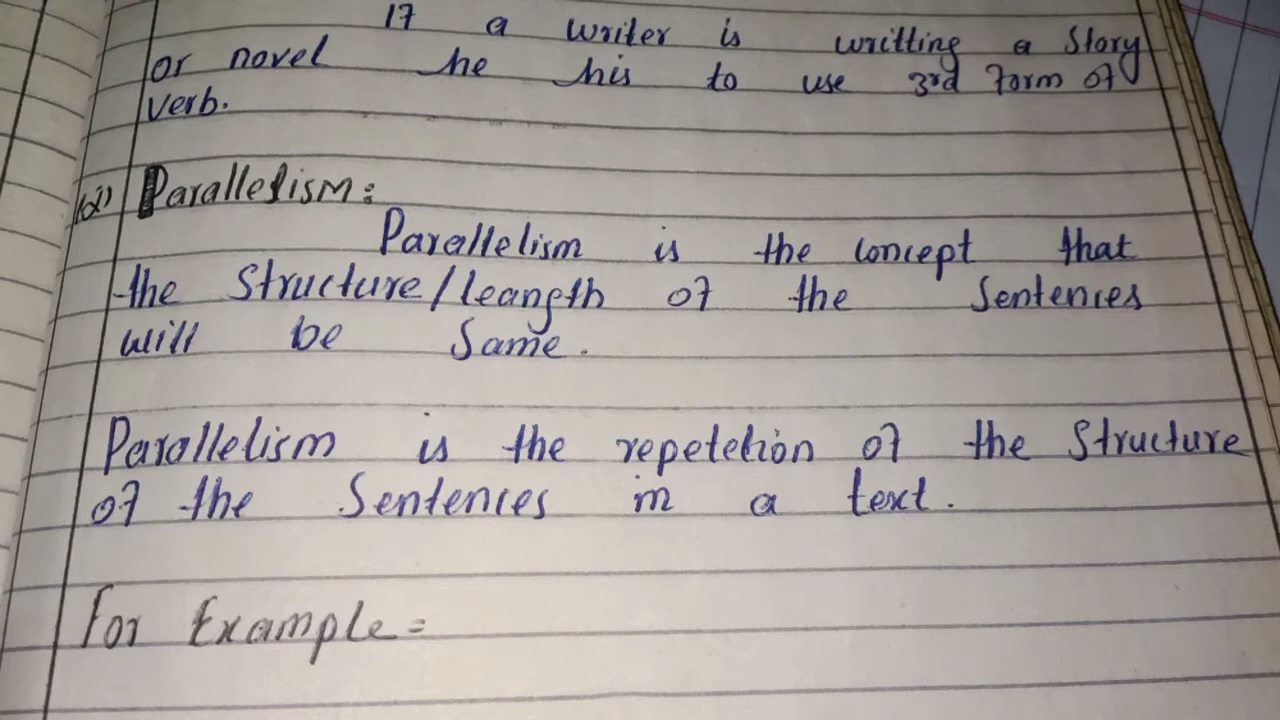 If a writer is writting a Story
or novel he his to use 3rd Form of
verb.
(2) Parallelism:
Parallelism is the concept that
the Structure/leangth of the Sentences
will be Same.
Parallelism is the repetetion of the Structure
of the Sentences in a text.
For Example =